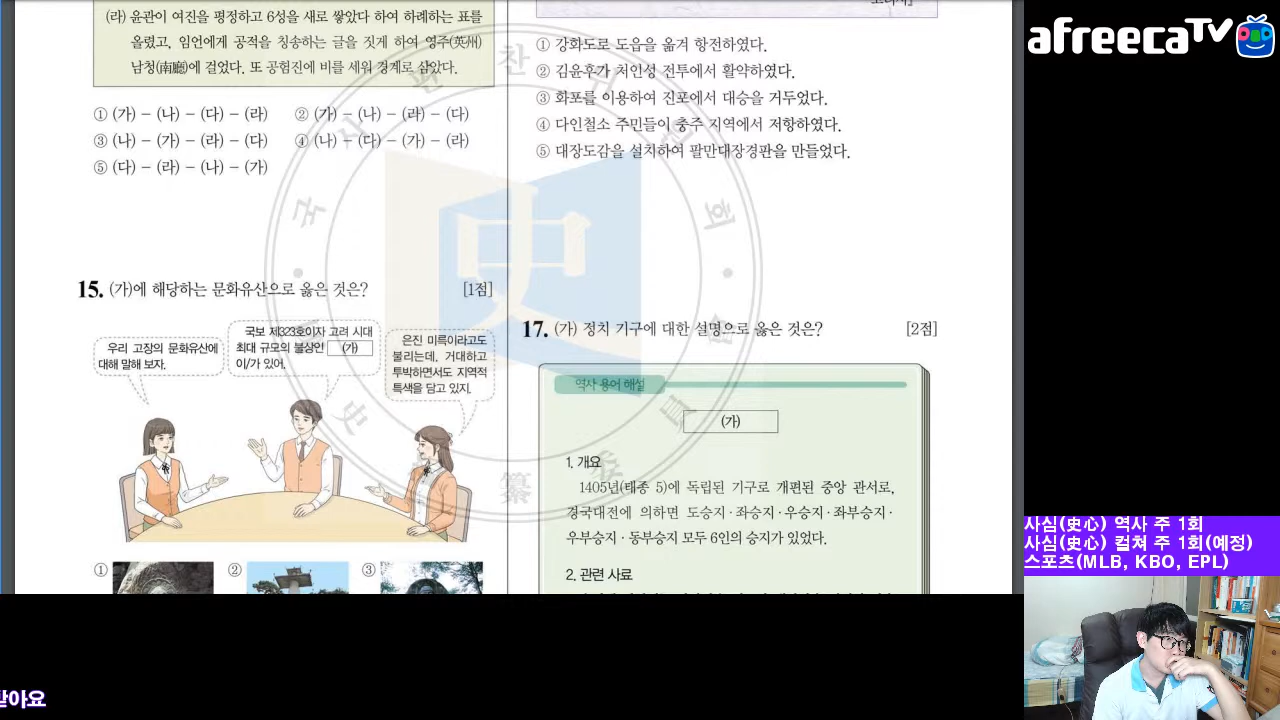 (라) 윤관이 여진을 평정하고 6성을 새로 쌓았다 하여 하례하는 표를
올렸고, 임언에게 공적을 칭송하는 글을 짓게 하여 영주(英州)
남청(南廳)에 걸었다. 또 공험진에 비를 세워 경계로 삼았다.
① (가) – (나) – (다) – (라)
② (가) – (나) – (라) – (다)
③ (나) – (가) – (라) – (다)
④ (나) – (다) – (가) – (라)
⑤ (다) – (라) – (나) – (가)
15. (가)에 해당하는 문화유산으로 옳은 것은? [1점]
우리 고장의 문화유산에
대해 말해 보자.
국보 제323호이자 고려 시대
최대 규모의 불상인 (가)
이/가 있어.
은진 미륵이라고도
불리는데, 거대하고
투박하면서도 지역적
특색을 담고 있지.
① ② ③
① 강화도로 도읍을 옮겨 항전하였다.
② 김윤후가 처인성 전투에서 활약하였다.
③ 화포를 이용하여 진포에서 대승을 거두었다.
④ 다인철소 주민들이 충주 지역에서 저항하였다.
⑤ 대장도감을 설치하여 팔만대장경판을 만들었다.
17. (가) 정치 기구에 대한 설명으로 옳은 것은? [2점]
역사 용어 해설
(가)
1. 개요
1405년(태종 5)에 독립된 기구로 개편된 중앙 관서로,
경국대전에 의하면 도승지·좌승지·우승지·좌부승지·
우부승지·동부승지 모두 6인의 승지가 있었다.
2. 관련 사료
史
afreecaTV
사심(史心) 역사 주 1회
사심(史心) 컬쳐 주 1회(예정)
스포츠(MLB, KBO, EPL)